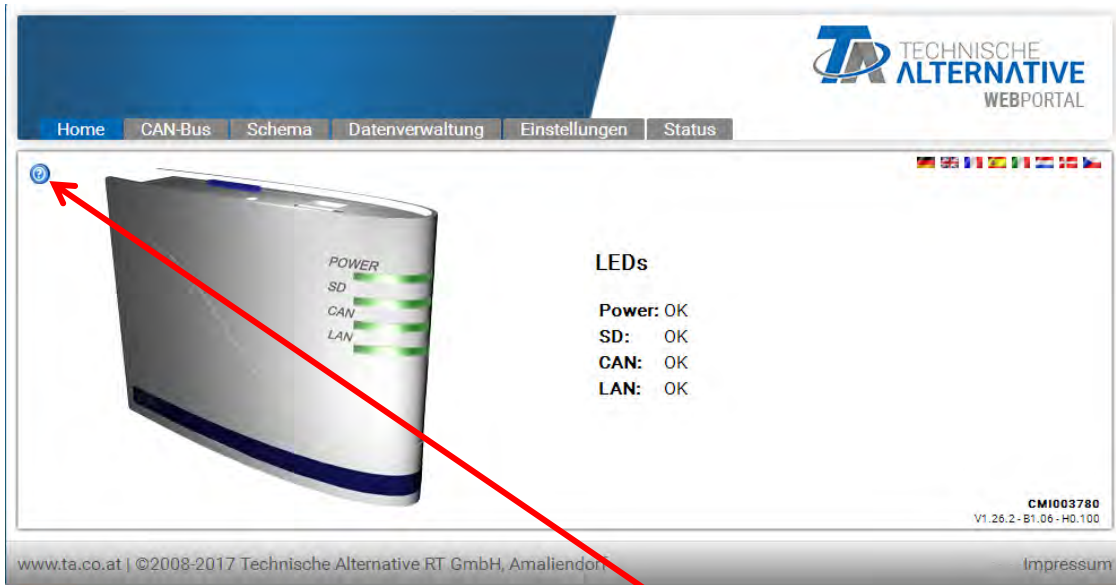 TA TECHNISCHE
ALTERNATIVE
WEBPORTAL
Home CAN-Bus Schema Datenverwaltung Einstellungen Status
POWER
SD
CAN
LAN
LEDs
Power: OK
SD: OK
CAN: OK
LAN: OK
CMI003780
V1.26.2 - B1.06 - H0.100
www.ta.co.at | ©2008-2017 Technische Alternative RT GmbH, Amaliendorf
Impressum